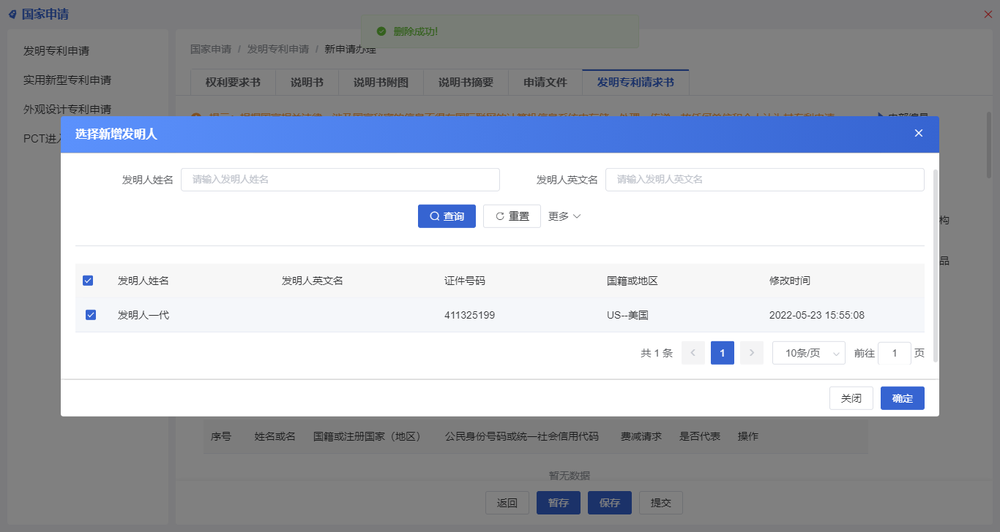 国家申请
删除成功!
发明专利申请
实用新型专利申请
外观设计专利申请
PCT进入
国家申请 / 发明专利申请 / 新申请办理
权利要求书 说明书 说明书附图 说明书摘要 申请文件 发明专利请求书
选择新增发明人
发明人姓名 请输入发明人姓名 发明人英文名 请输入发明人英文名
查询 重置 更多
构
品
发明人姓名 发明人英文名 证件号码 国籍或地区 修改时间
发明人一代 411325199 US--美国 2022-05-23 15:55:08
共 1 条 1 10条/页 前往 1 页
关闭 确定
序号 姓名或名 国籍或注册国家（地区） 公民身份号码或统一社会信用代码 费减请求 是否代表 操作
暂无数据
返回 暂存 保存 提交